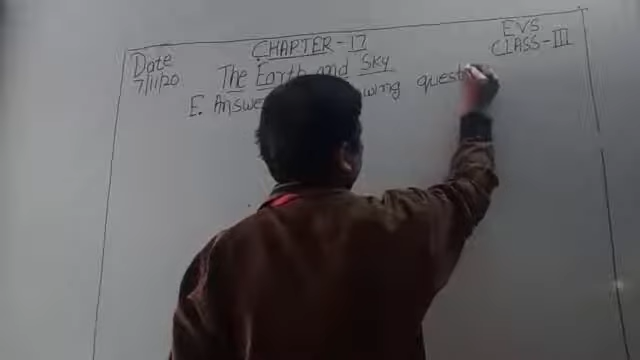 Date
7/11/20
CHAPTER-17
EVS
CLASS-III
The Earth and Sky
E. Answe wing quest